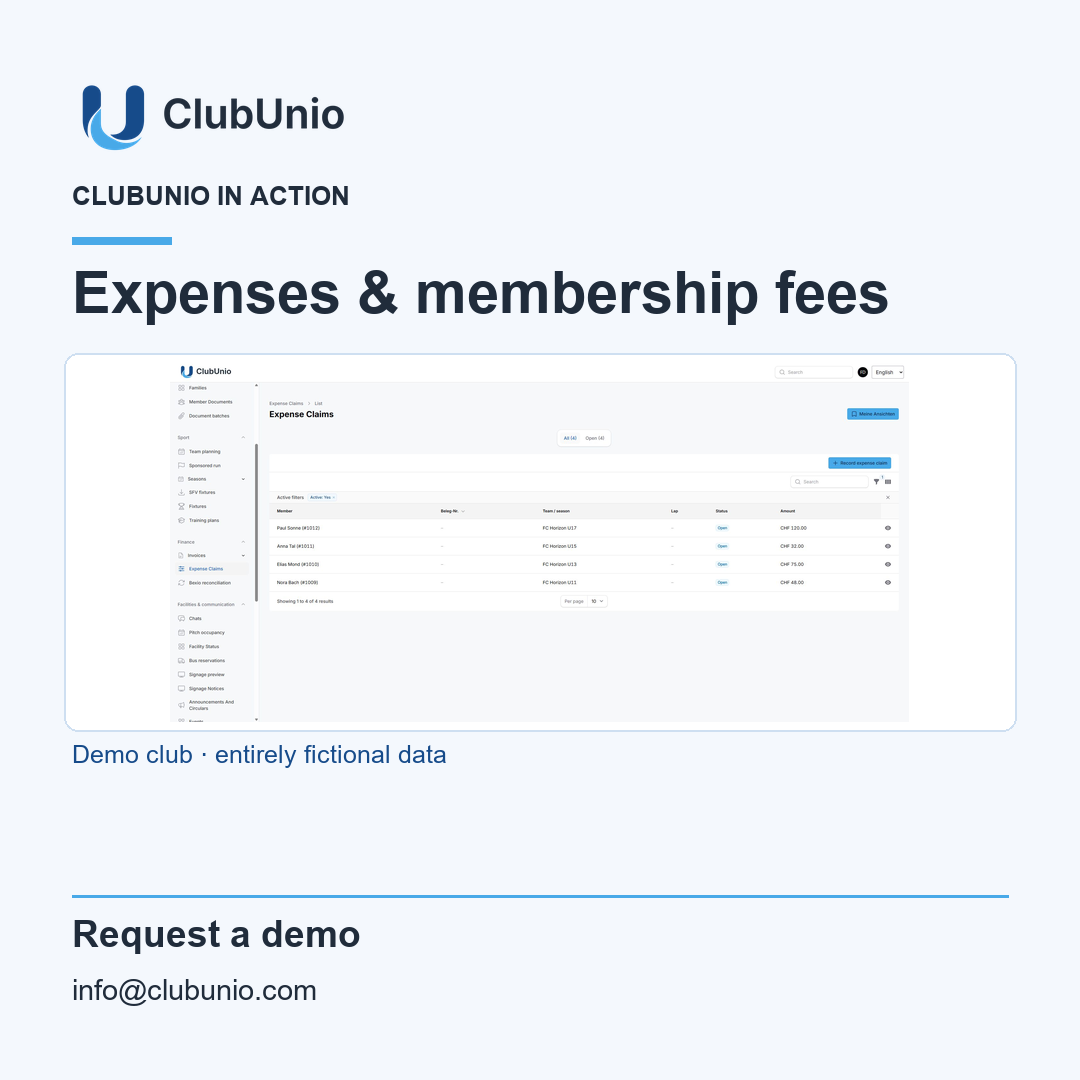 ClubUnio
CLUBUNIO IN ACTION
Expenses & membership fees
ClubUnio
Search
English
Families
Member Documents
Document batches
Sport
Team planning
Sponsored run
Seasons
SFV fixtures
Fixtures
Training plans
Finance
Invoices
Expense Claims
Bexio reconciliation
Facilities & communication
Chats
Pitch occupancy
Facility Status
Bus reservations
Signage preview
Signage Notices
Announcements And
Circulars
Events
Expense Claims > List
Expense Claims
Meine Ansichten
All (4) Open (4)
+ Record expense claim
Search
Active filters Active: Yes ×
Member Beleg-Nr. Team / season Lap Status Amount
Paul Sonne (#1012) - FC Horizon U17 - Open CHF 120.00
Anna Tal (#1011) - FC Horizon U15 - Open CHF 32.00
Elias Mond (#1010) - FC Horizon U13 - Open CHF 75.00
Nora Bach (#1009) - FC Horizon U11 - Open CHF 48.00
Showing 1 to 4 of 4 results Per page 10
Demo club · entirely fictional data
Request a demo
info@clubunio.com